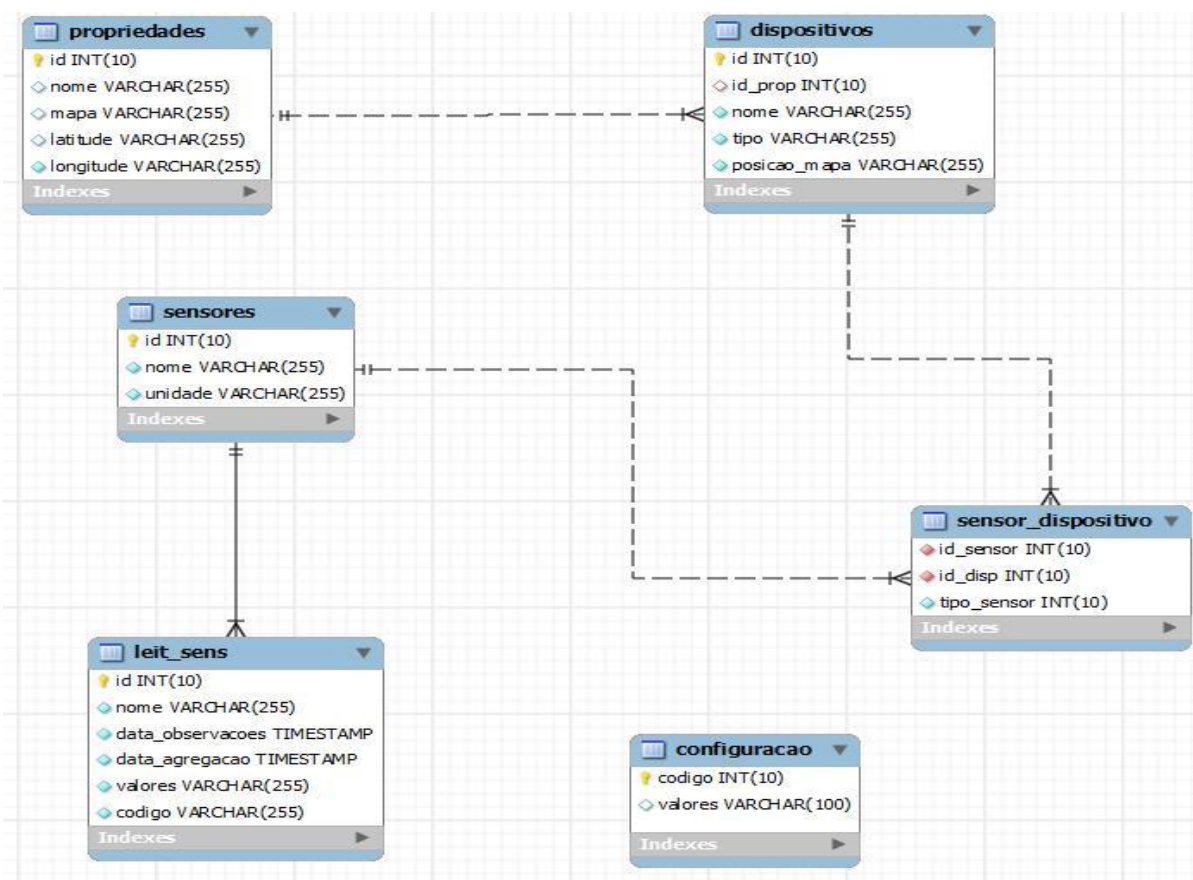 propriedades
id INT(10)
nome VARCHAR(255)
mapa VARCHAR(255)
latitude VARCHAR(255)
longitude VARCHAR(255)
Indexes
dispositivos
id INT(10)
id_prop INT(10)
nome VARCHAR(255)
tipo VARCHAR(255)
posicao_mapa VARCHAR(255)
Indexes
sensores
id INT(10)
nome VARCHAR(255)
unidade VARCHAR(255)
Indexes
sensor_dispositivo
id_sensor INT(10)
id_disp INT(10)
tipo_sensor INT(10)
Indexes
leit_sens
id INT(10)
nome VARCHAR(255)
data_observacoes TIMESTAMP
data_agregacao TIMESTAMP
valores VARCHAR(255)
codigo VARCHAR(255)
Indexes
configuracao
codigo INT(10)
valores VARCHAR(100)
Indexes